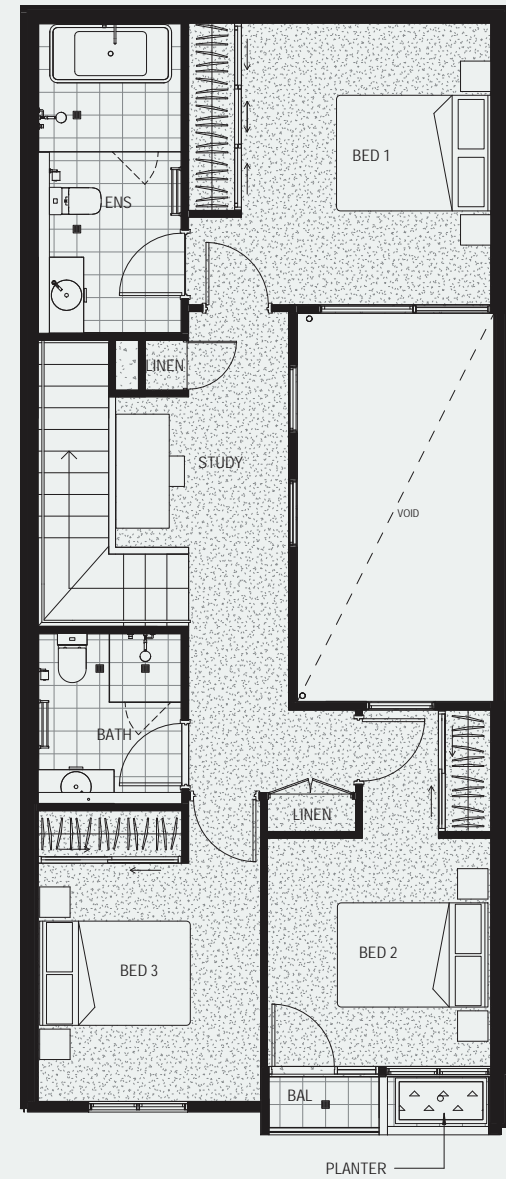 BED 1
ENS
LINEN
STUDY
VOID
BATH
LINEN
BED 2
BED 3
BAL
PLANTER